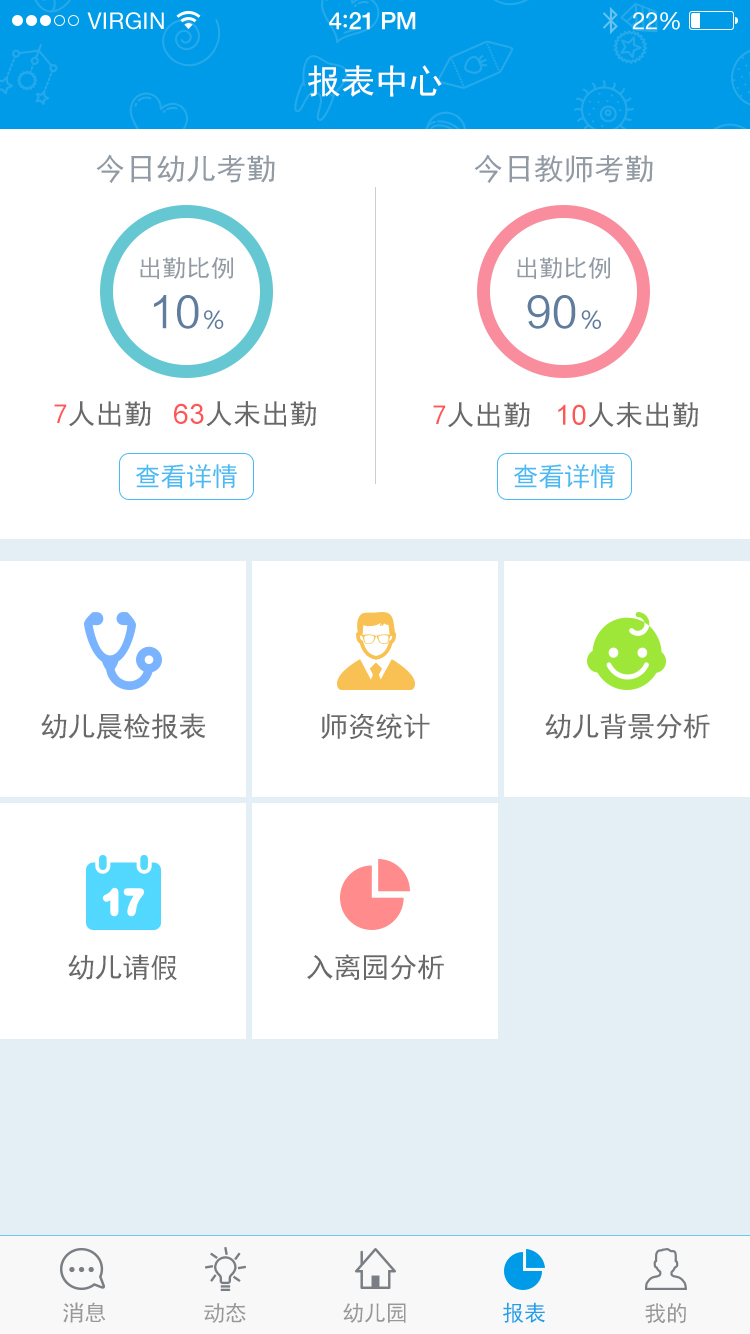 VIRGIN 4:21 PM 22%
报表中心
今日幼儿考勤 今日教师考勤
出勤比例 出勤比例
10% 90%
7人出勤 63人未出勤 7人出勤 10人未出勤
查看详情 查看详情
幼儿晨检报表 师资统计 幼儿背景分析
17
幼儿请假 入离园分析
消息 动态 幼儿园 报表 我的